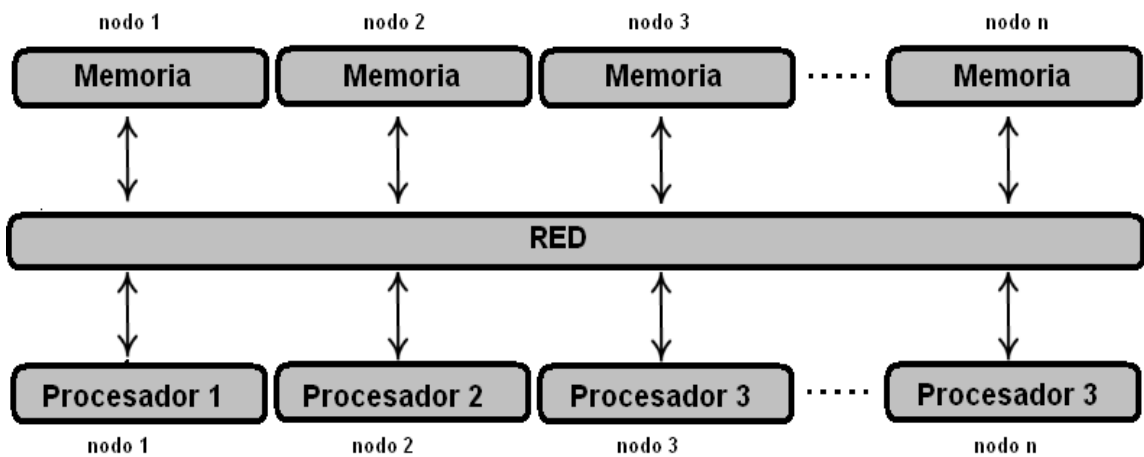 nodo 1 nodo 2 nodo 3 nodo n
Memoria Memoria Memoria ..... Memoria
RED
Procesador 1 Procesador 2 Procesador 3 ..... Procesador 3
nodo 1 nodo 2 nodo 3 nodo n